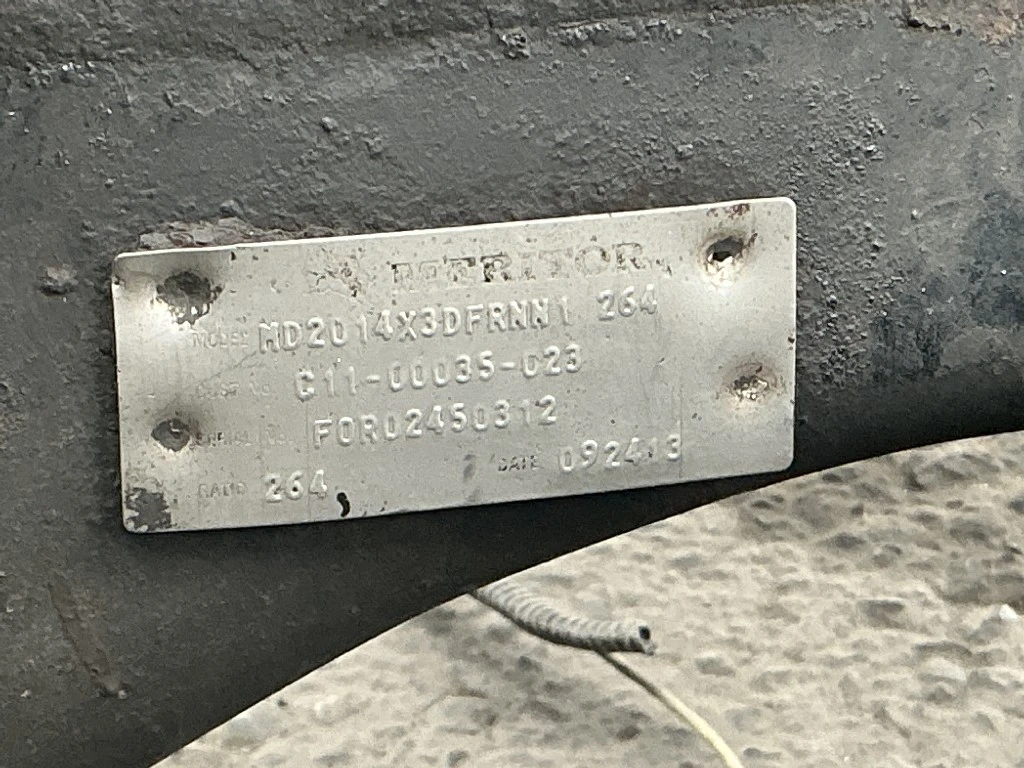 MERITOR
MODEL MD2014X3DFRNN1 264
CUST No. C11-00035-023
SERIAL No. FOR02450312
RATIO 264 DATE 092413